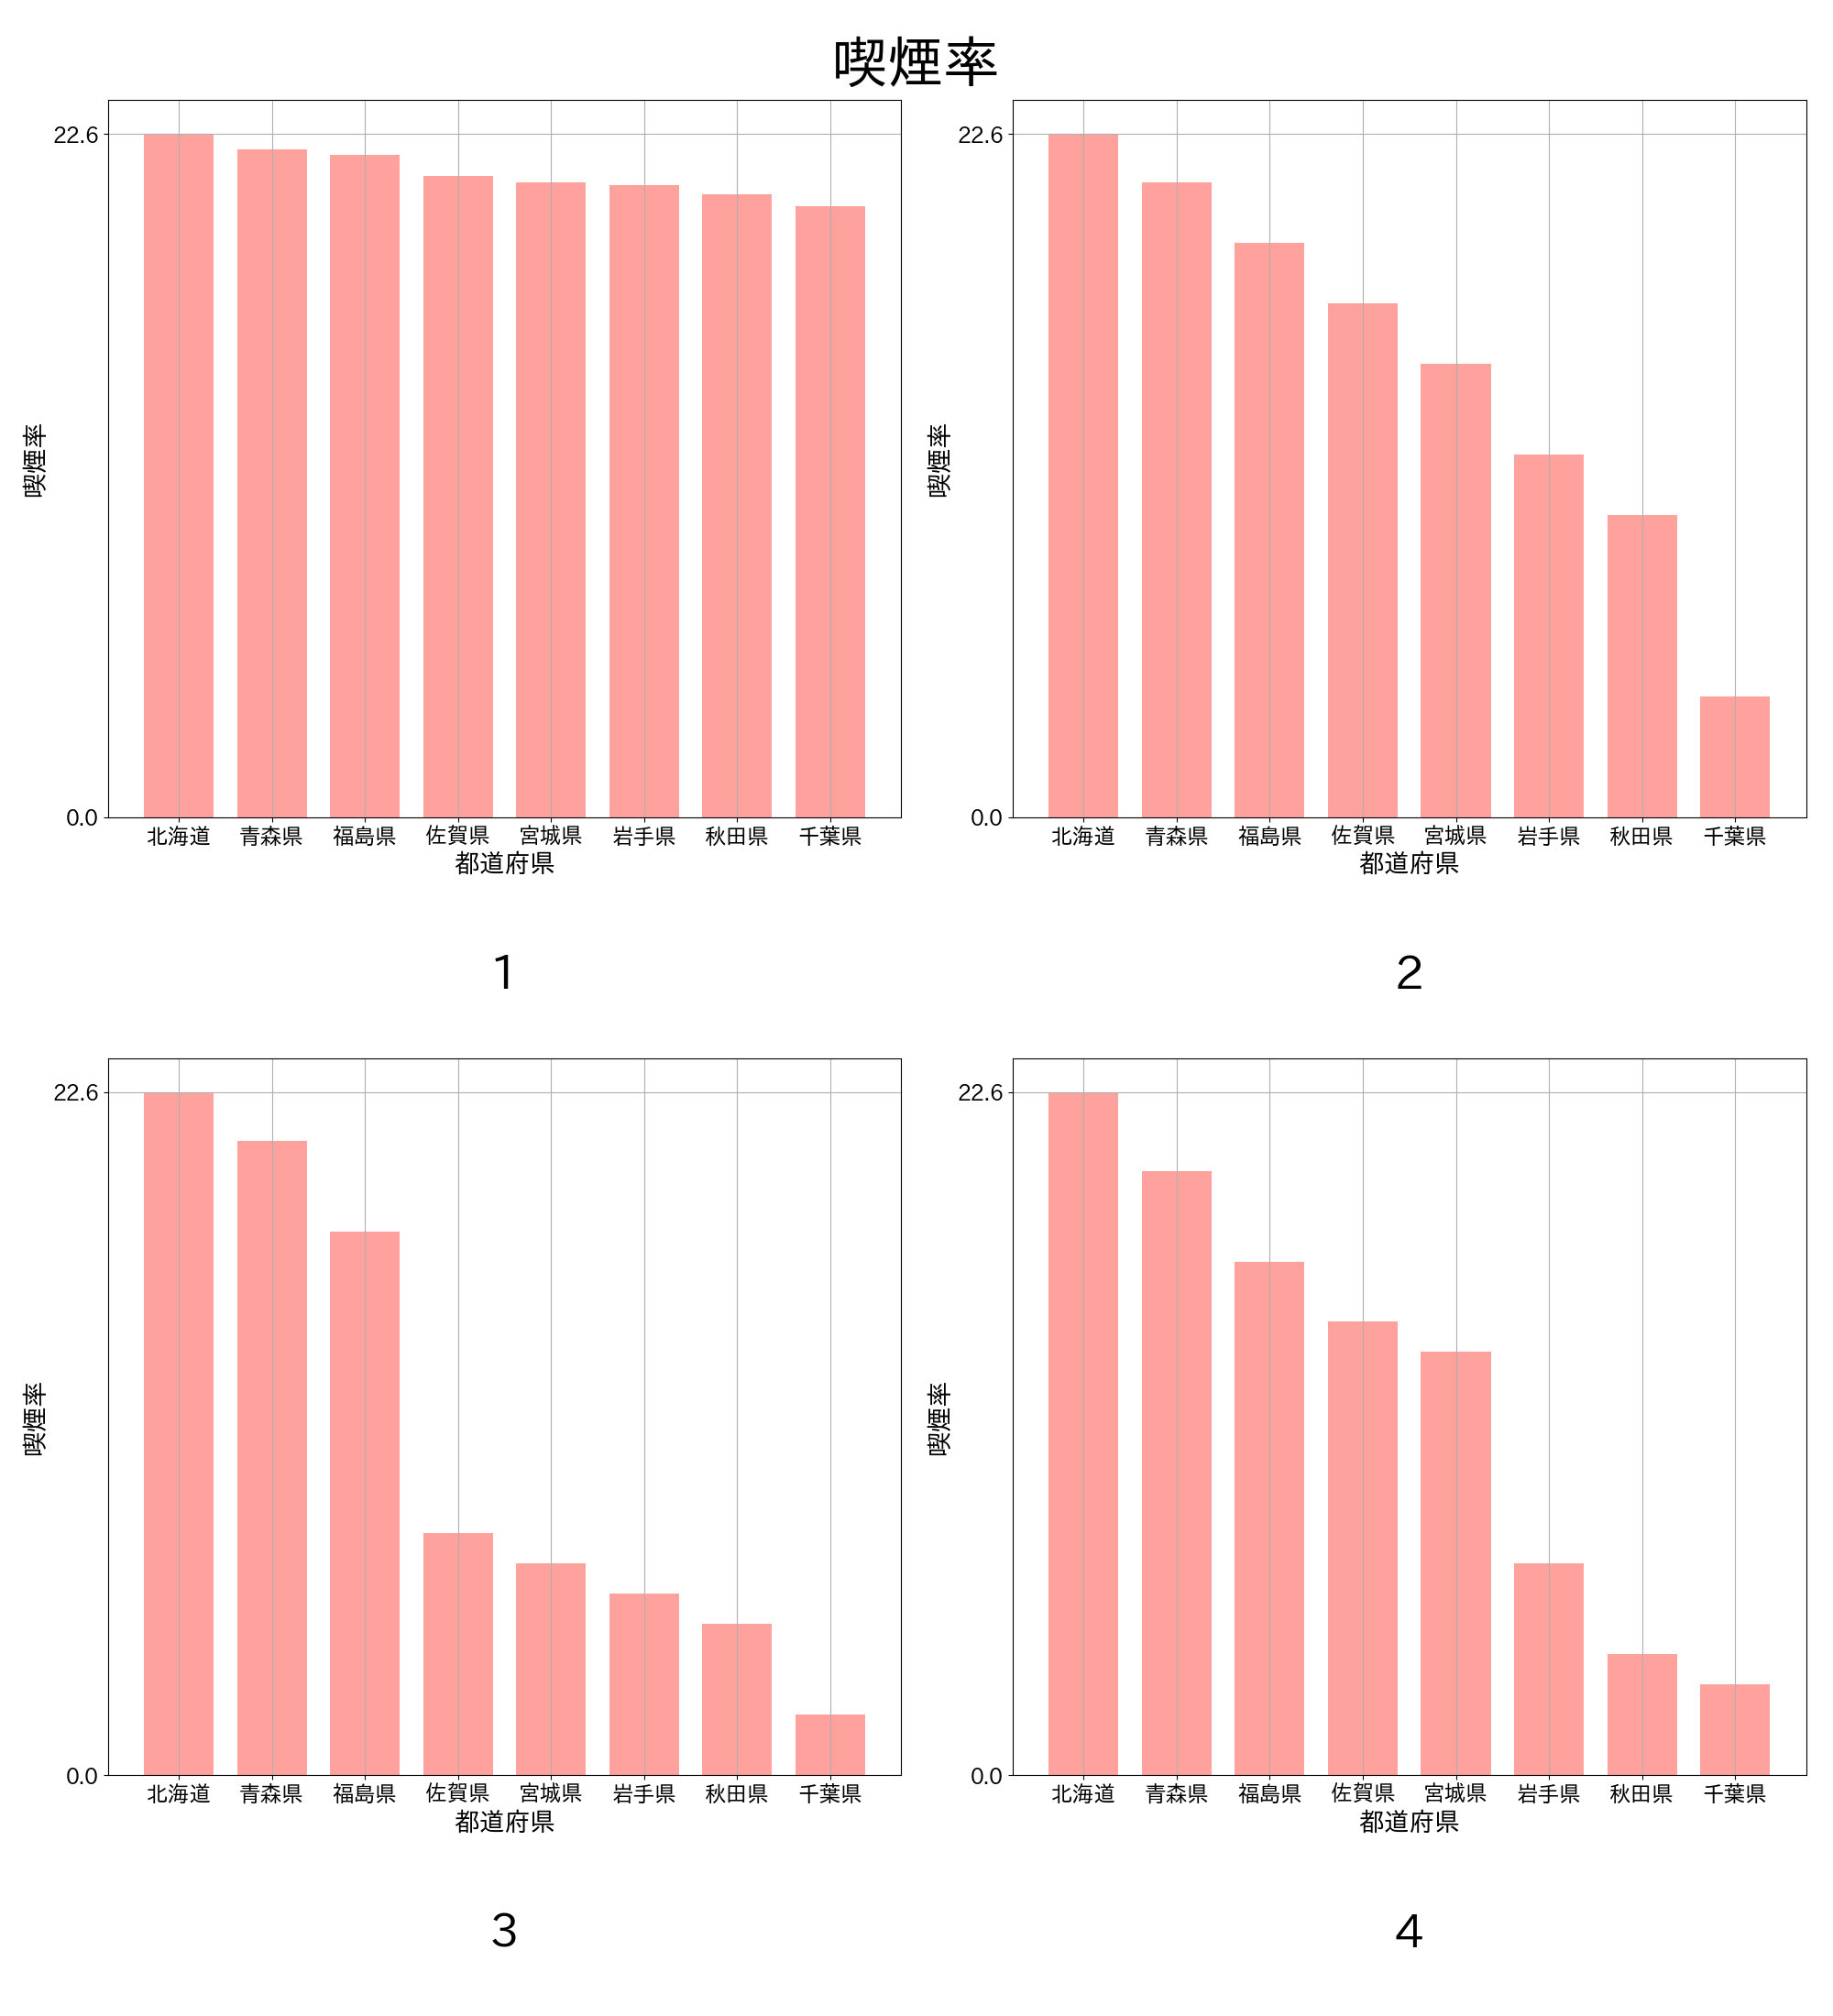 喫煙率
22.6
0.0
喫煙率
北海道 青森県 福島県 佐賀県 宮城県 岩手県 秋田県 千葉県
都道府県
1
22.6
0.0
喫煙率
北海道 青森県 福島県 佐賀県 宮城県 岩手県 秋田県 千葉県
都道府県
2
22.6
0.0
喫煙率
北海道 青森県 福島県 佐賀県 宮城県 岩手県 秋田県 千葉県
都道府県
3
22.6
0.0
喫煙率
北海道 青森県 福島県 佐賀県 宮城県 岩手県 秋田県 千葉県
都道府県
4